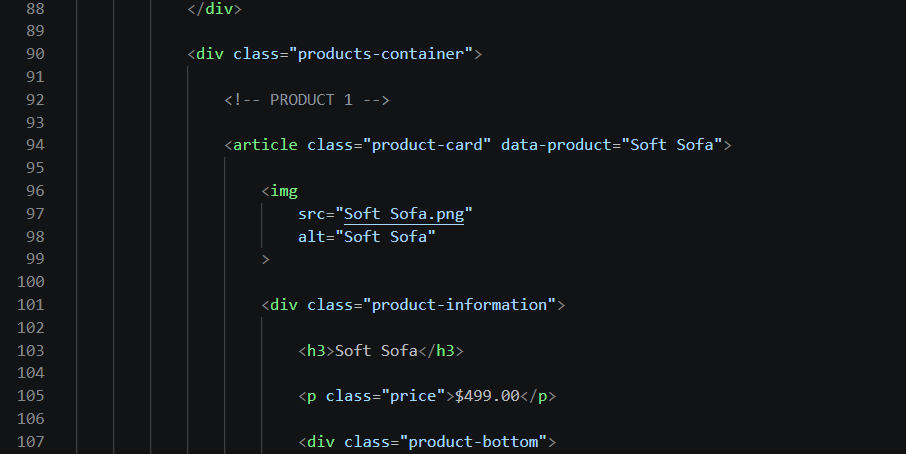 88 </div>
89
90 <div class="products-container">
91
92 <!-- PRODUCT 1 -->
93
94 <article class="product-card" data-product="Soft Sofa">
95
96 <img
97 src="Soft Sofa.png"
98 alt="Soft Sofa"
99 >
100
101 <div class="product-information">
102
103 <h3>Soft Sofa</h3>
104
105 <p class="price">$499.00</p>
106
107 <div class="product-bottom">